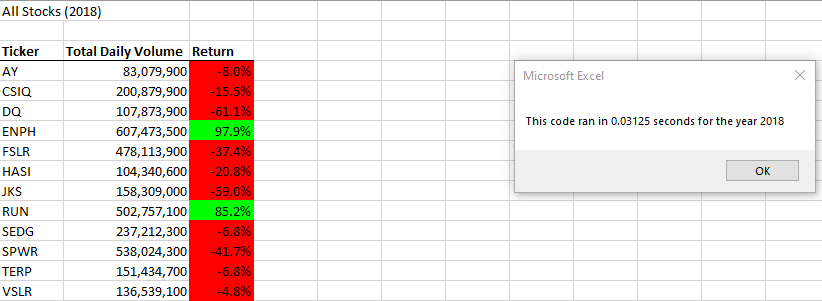 All Stocks (2018)
Ticker Total Daily Volume Return
AY 83,079,900 -8.0%
CSIQ 200,879,900 -15.5%
DQ 107,873,900 -61.1%
ENPH 607,473,500 97.9%
FSLR 478,113,900 -37.4%
HASI 104,340,600 -20.8%
JKS 158,309,000 -59.0%
RUN 502,757,100 85.2%
SEDG 237,212,300 -6.8%
SPWR 538,024,300 -41.7%
TERP 151,434,700 -6.8%
VSLR 136,539,100 -4.8%
Microsoft Excel
This code ran in 0.03125 seconds for the year 2018
OK